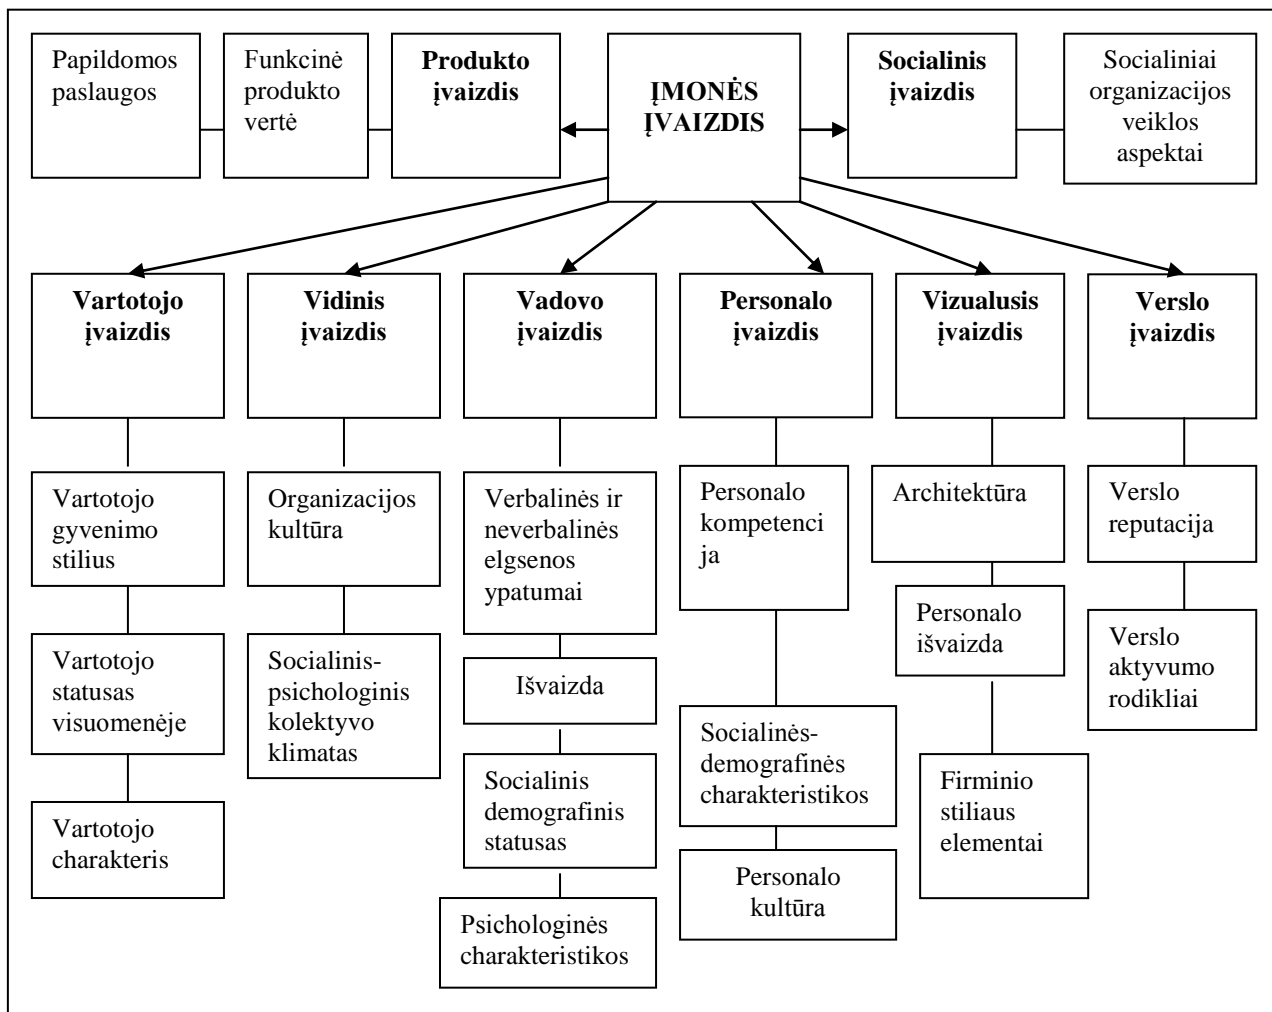 Papildomos
paslaugos
Funkcinė
produkto
vertė
Produkto
įvaizdis
ĮMONĖS
ĮVAIZDIS
Socialinis
įvaizdis
Socialiniai
organizacijos
veiklos
aspektai
Vartotojo
įvaizdis
Vidinis
įvaizdis
Vadovo
įvaizdis
Personalo
įvaizdis
Vizualusis
įvaizdis
Verslo
įvaizdis
Vartotojo
gyvenimo
stilius
Vartotojo
statusas
visuomenėje
Vartotojo
charakteris
Organizacijos
kultūra
Socialinis-
psichologinis
kolektyvo
klimatas
Verbalinės ir
neverbalinės
elgsenos
ypatumai
Išvaizda
Socialinis
demografinis
statusas
Psichologinės
charakteristikos
Personalo
kompetenci
ja
Socialinės-
demografinės
charakteristikos
Personalo
kultūra
Architektūra
Personalo
išvaizda
Firminio
stiliaus
elementai
Verslo
reputacija
Verslo
aktyvumo
rodikliai